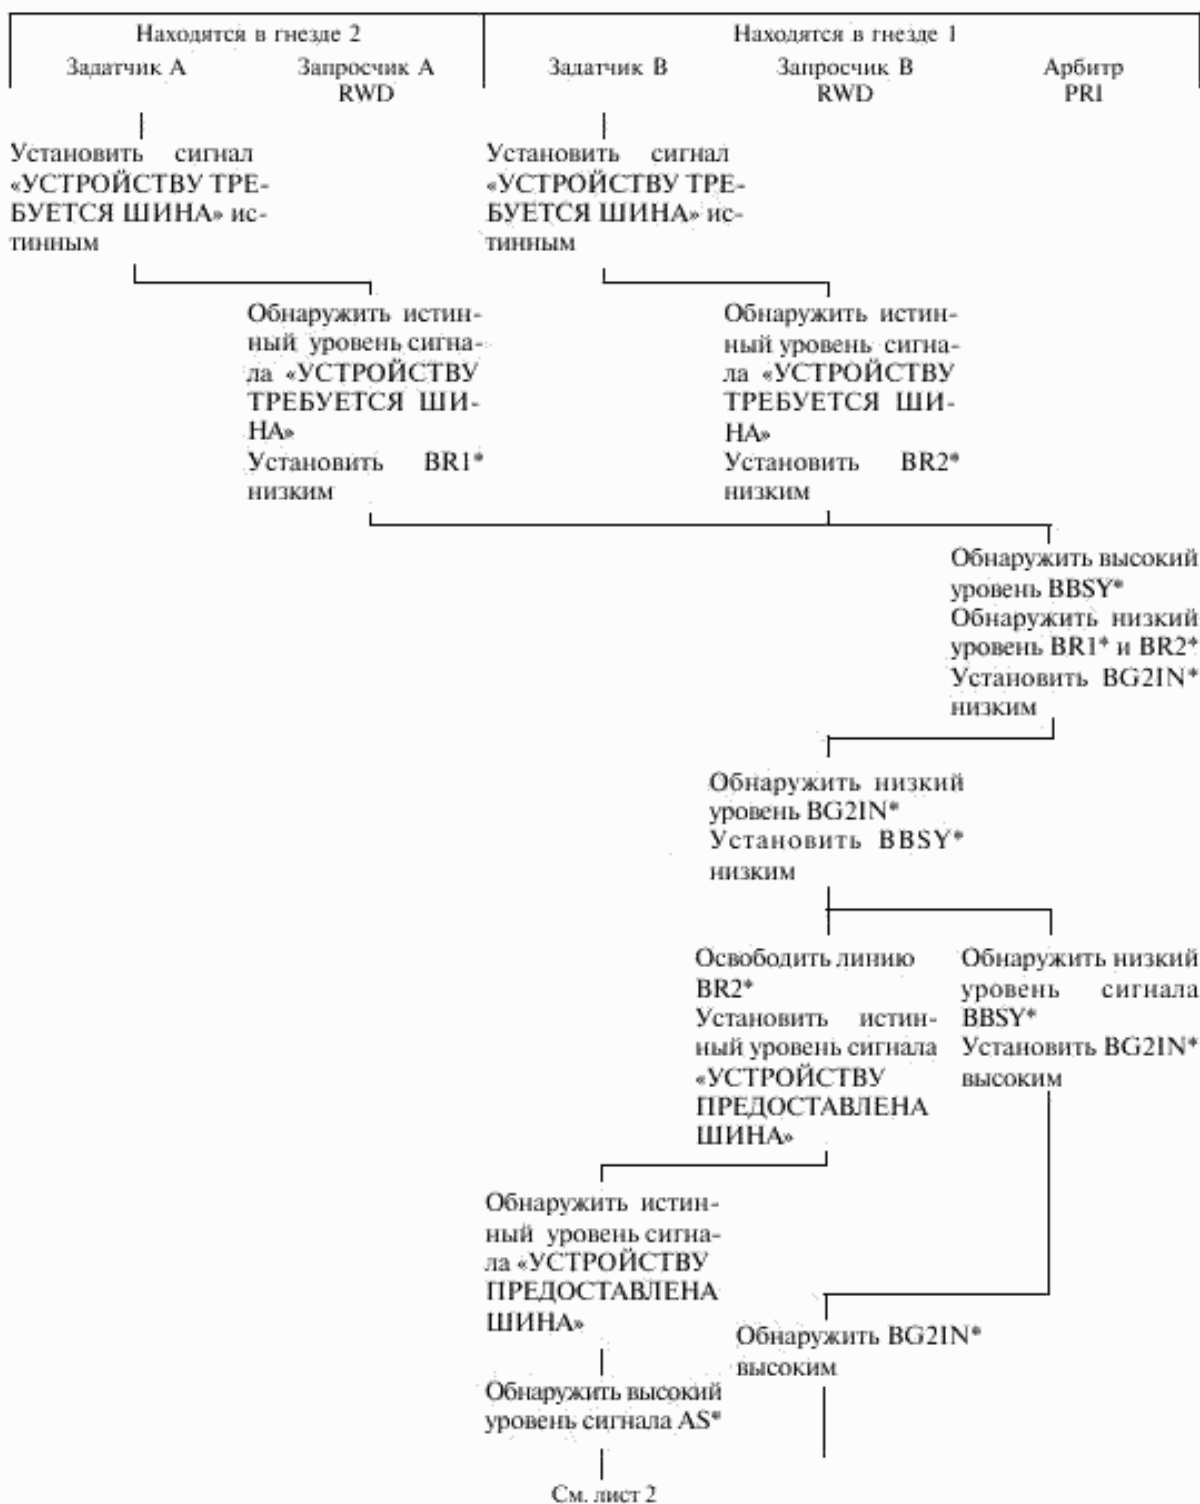 Находятся в гнезде 2
Находятся в гнезде 1
Задатчик А
Запросчик А
RWD
Задатчик В
Запросчик В
RWD
Арбитр
PRI
Установить сигнал
«УСТРОЙСТВУ ТРЕ-
БУЕТСЯ ШИНА» ис-
тинным
Установить сигнал
«УСТРОЙСТВУ ТРЕ-
БУЕТСЯ ШИНА» ис-
тинным
Обнаружить истин-
ный уровень сигна-
ла «УСТРОЙСТВУ
ТРЕБУЕТСЯ ШИ-
НА»
Установить BR1*
низким
Обнаружить истин-
ный уровень сигна-
ла «УСТРОЙСТВУ
ТРЕБУЕТСЯ ШИ-
НА»
Установить BR2*
низким
Обнаружить высокий
уровень BBSY*
Обнаружить низкий
уровень BR1* и BR2*
Установить BG2IN*
низким
Обнаружить низкий
уровень BG2IN*
Установить BBSY*
низким
Освободить линию
BR2*
Установить истин-
ный уровень сигнала
«УСТРОЙСТВУ
ПРЕДОСТАВЛЕНА
ШИНА»
Обнаружить низкий
уровень сигнала
BBSY*
Установить BG2IN*
высоким
Обнаружить истин-
ный уровень сигна-
ла «УСТРОЙСТВУ
ПРЕДОСТАВЛЕНА
ШИНА»
Обнаружить BG2IN*
высоким
Обнаружить высокий
уровень сигнала AS*
См. лист 2